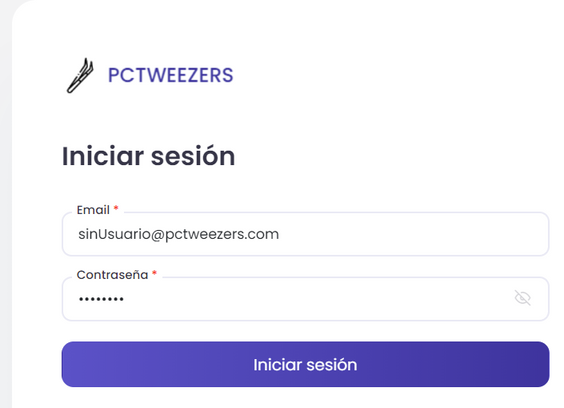 PCTWEEZERS
Iniciar sesión
Email *
sinUsuario@pctweezers.com
Contraseña *
••••••••
Iniciar sesión